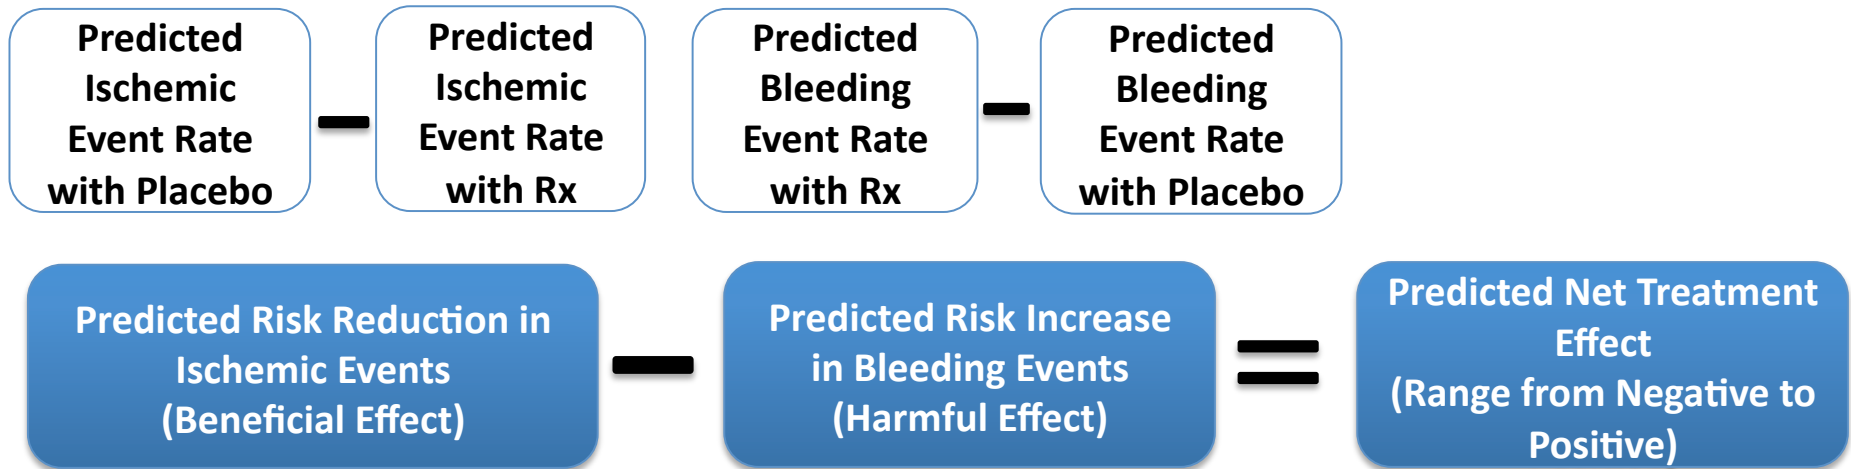 Predicted
Ischemic
Event Rate
with Placebo
Predicted
Ischemic
Event Rate
with Rx
Predicted
Bleeding
Event Rate
with Rx
Predicted
Bleeding
Event Rate
with Placebo
Predicted Risk Reduction in
Ischemic Events
(Beneficial Effect)
Predicted Risk Increase
in Bleeding Events
(Harmful Effect)
Predicted Net Treatment
Effect
(Range from Negative to
Positive)